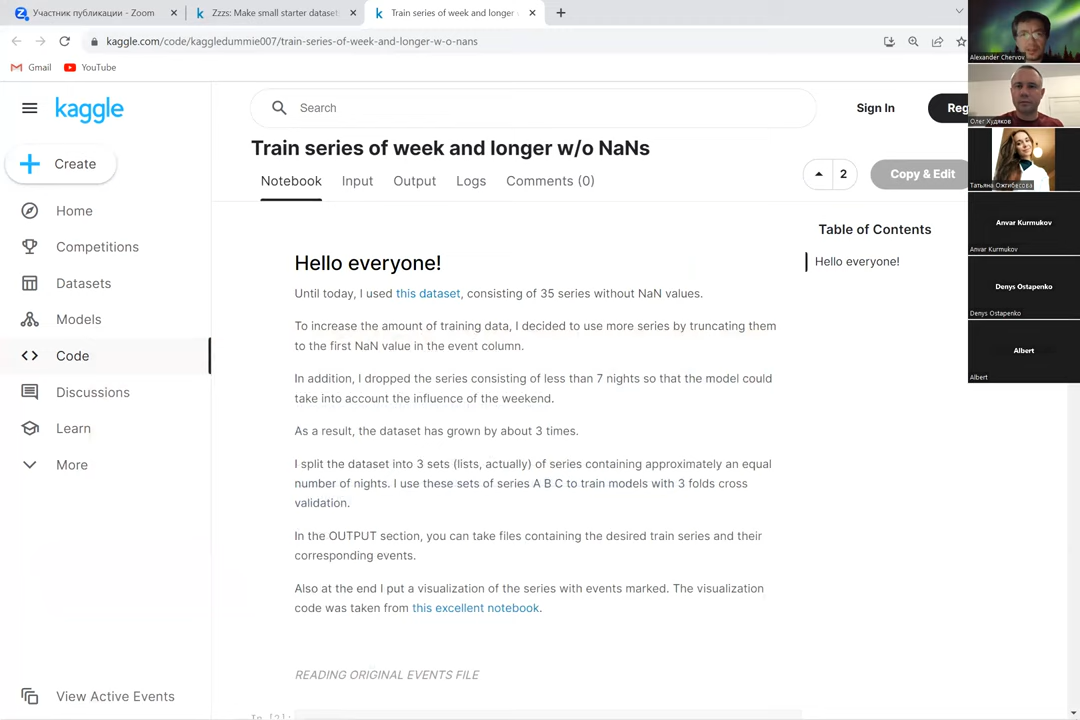 Участник публикации - Zoom
Zzzs: Make small starter dataset
Train series of week and longer
kaggle.com/code/kaggledummie007/train-series-of-week-and-longer-w-o-nans
Gmail
YouTube
kaggle
Search
Sign In
Reg
Create
Home
Competitions
Datasets
Models
Code
Discussions
Learn
More
View Active Events
Train series of week and longer w/o NaNs
2
Copy & Edit
Notebook
Input
Output
Logs
Comments (0)
Hello everyone!
Until today, I used this dataset, consisting of 35 series without NaN values.
To increase the amount of training data, I decided to use more series by truncating them
to the first NaN value in the event column.
In addition, I dropped the series consisting of less than 7 nights so that the model could
take into account the influence of the weekend.
As a result, the dataset has grown by about 3 times.
I split the dataset into 3 sets (lists, actually) of series containing approximately an equal
number of nights. I use these sets of series A B C to train models with 3 folds cross
validation.
In the OUTPUT section, you can take files containing the desired train series and their
corresponding events.
Also at the end I put a visualization of the series with events marked. The visualization
code was taken from this excellent notebook.
READING ORIGINAL EVENTS FILE
In [2]:
Table of Contents
Hello everyone!
Alexander Chervov
Олег Худяков
Татьяна Ожгибесова
Anvar Kurmukov
Anvar Kurmukov
Denys Ostapenko
Denys Ostapenko
Albert
Albert